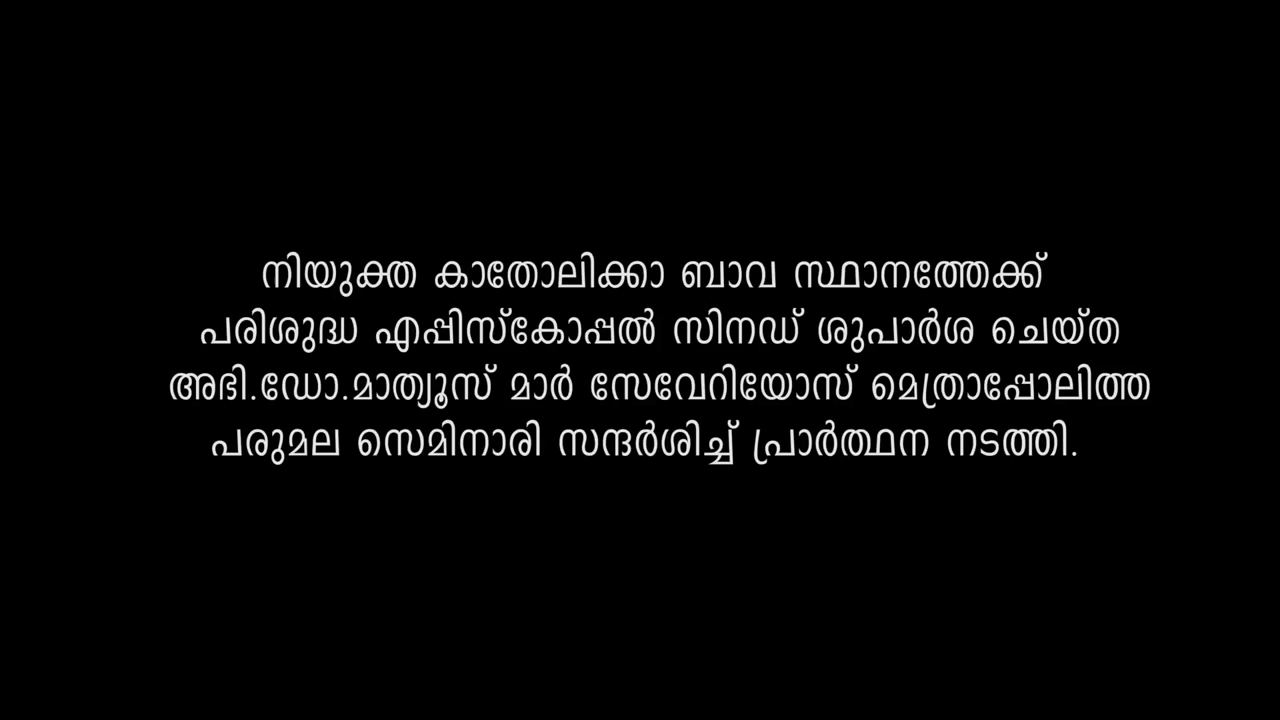 നിയുക്ത കാതോലിക്കാ ബാവ സ്ഥാനത്തേക്ക്
പരിശുദ്ധ എപ്പിസ്കോപ്പൽ സിനഡ് ശുപാർശ ചെയ്ത
അഭി.ഡോ.മാത്യൂസ് മാർ സേവേറിയോസ് മെത്രാപ്പോലിത്ത
പരുമല സെമിനാരി സന്ദർശിച്ച് പ്രാർത്ഥന നടത്തി.